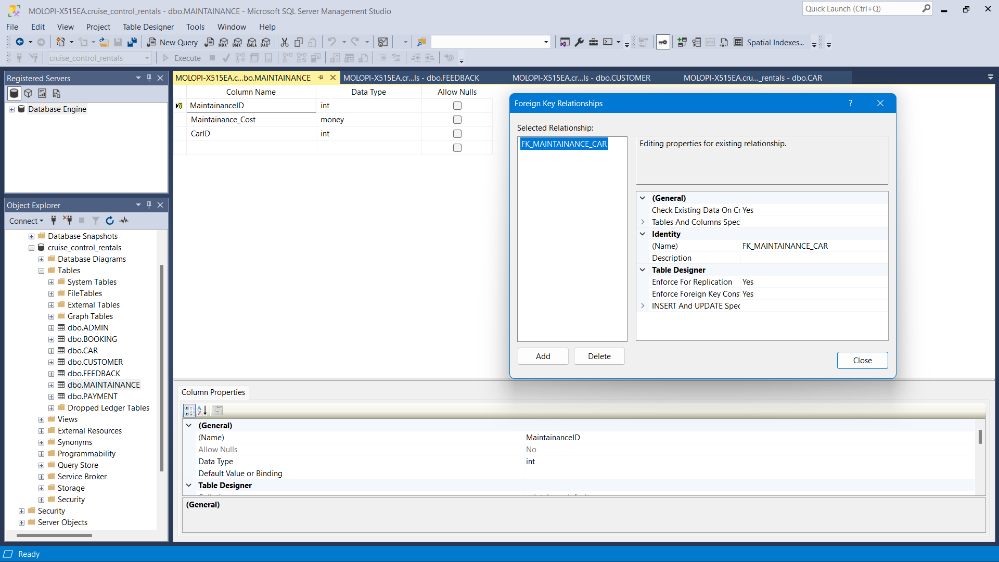 MOLOPI-X515EA.cruise_control_rentals - dbo.MAINTAINANCE - Microsoft SQL Server Management Studio
Quick Launch (Ctrl+Q)
File Edit View Project Table Designer Tools Window Help
New Query
Spatial Indexes...
cruise_control_rentals
Execute
Registered Servers
Database Engine
Object Explorer
Connect
Database Snapshots
cruise_control_rentals
Database Diagrams
Tables
System Tables
FileTables
External Tables
Graph Tables
dbo.ADMIN
dbo.BOOKING
dbo.CAR
dbo.CUSTOMER
dbo.FEEDBACK
dbo.MAINTAINANCE
dbo.PAYMENT
Dropped Ledger Tables
Views
External Resources
Synonyms
Programmability
Query Store
Service Broker
Storage
Security
Security
Server Objects
MOLOPI-X515EA.c...bo.MAINTAINANCE
MOLOPI-X515EA.cr...ls - dbo.FEEDBACK
MOLOPI-X515EA.cr...ls - dbo.CUSTOMER
MOLOPI-X515EA.cru..._rentals - dbo.CAR
Column Name Data Type Allow Nulls
MaintainanceID int
Maintainance_Cost money
CarID int
Foreign Key Relationships
?
Selected Relationship:
FK_MAINTAINANCE_CAR
Editing properties for existing relationship.
(General)
Check Existing Data On Cr Yes
Tables And Columns Spec
Identity
(Name) FK_MAINTAINANCE_CAR
Description
Table Designer
Enforce For Replication Yes
Enforce Foreign Key Cons Yes
INSERT And UPDATE Spec
Add
Delete
Close
Column Properties
(General)
(Name) MaintainanceID
Allow Nulls No
Data Type int
Default Value or Binding
Table Designer
(General)
Ready